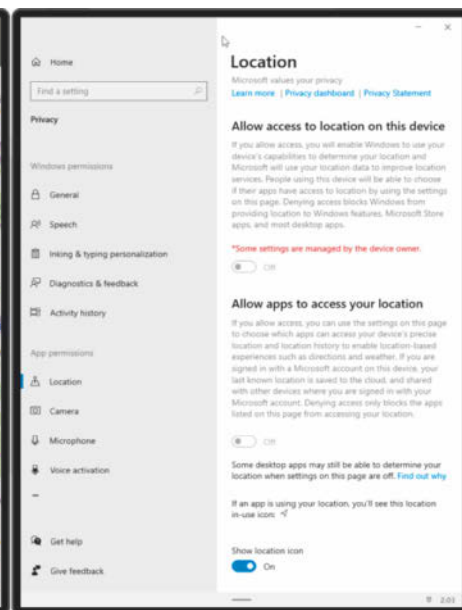 Home
Find a setting
Privacy
Windows permissions
General
Speech
Inking & typing personalization
Diagnostics & feedback
Activity history
App permissions
Location
Camera
Microphone
Voice activation
Get help
Give feedback
Location
Microsoft values your privacy
Learn more | Privacy dashboard | Privacy Statement
Allow access to location on this device
If you allow access, you will enable Windows to use your
device's capabilities to determine your location and
Microsoft will use your location data to improve location
services. People using this device will be able to choose
if their apps have access to location by using the settings
on this page. Denying access blocks Windows from
providing location to Windows features, Microsoft Store
apps, and most desktop apps.
*Some settings are managed by the device owner.
Off
Allow apps to access your location
If you allow access, you can use the settings on this page
to choose which apps can access your device's precise
location and location history to enable location-based
experiences such as directions and weather. If you are
signed in with a Microsoft account on this device, your
last known location is saved to the cloud, and shared
with other devices where you are signed in with your
Microsoft account. Denying access only blocks the apps
listed on this page from accessing your location.
Off
Some desktop apps may still be able to determine your
location when settings on this page are off. Find out why
If an app is using your location, you'll see this location
in-use icon:
Show location icon
On
2:03